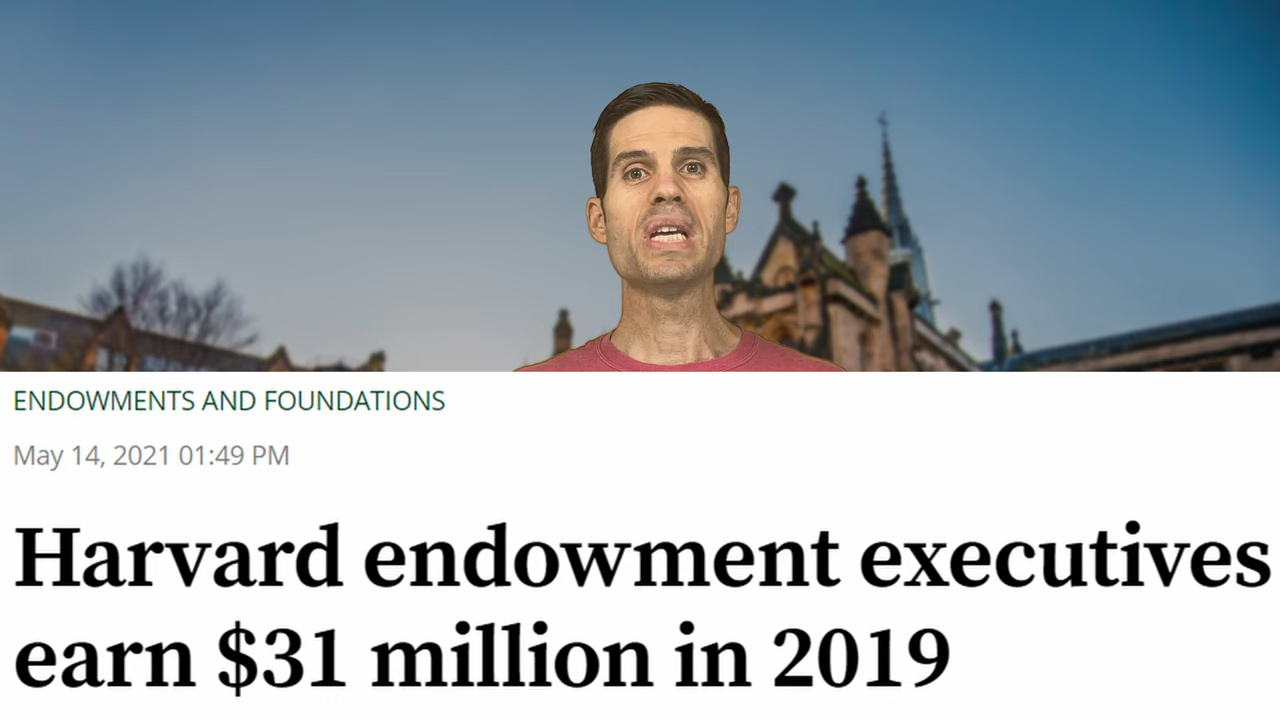 ENDOWMENTS AND FOUNDATIONS
May 14, 2021 01:49 PM
Harvard endowment executives
earn $31 million in 2019